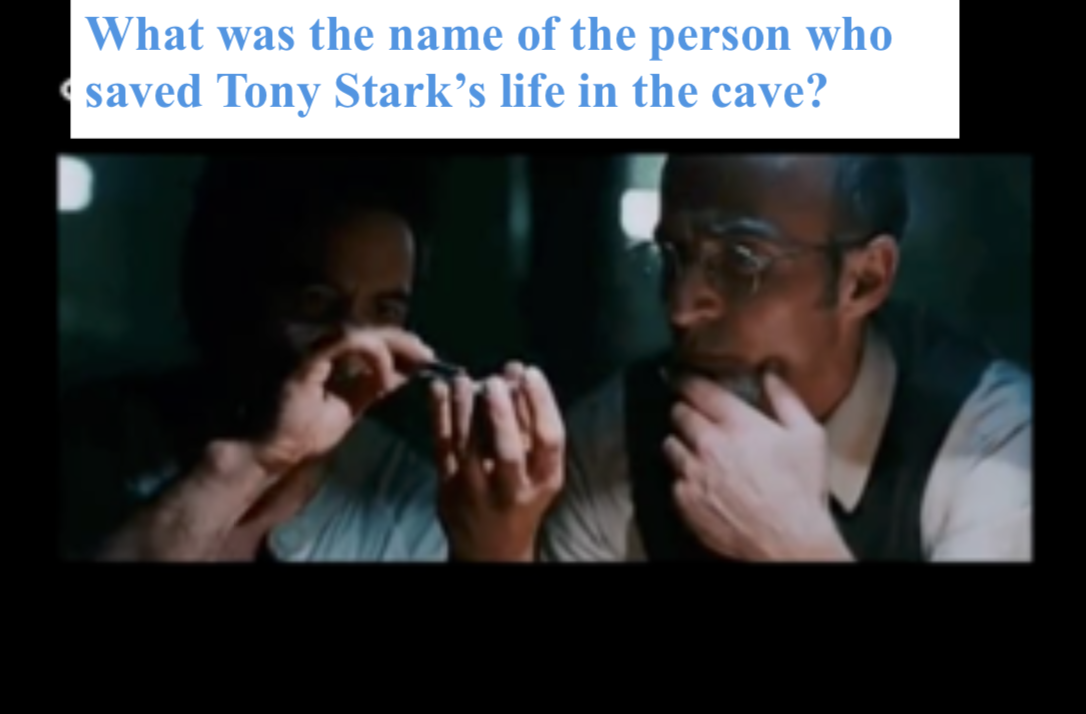 What was the name of the person who
saved Tony Stark’s life in the cave?